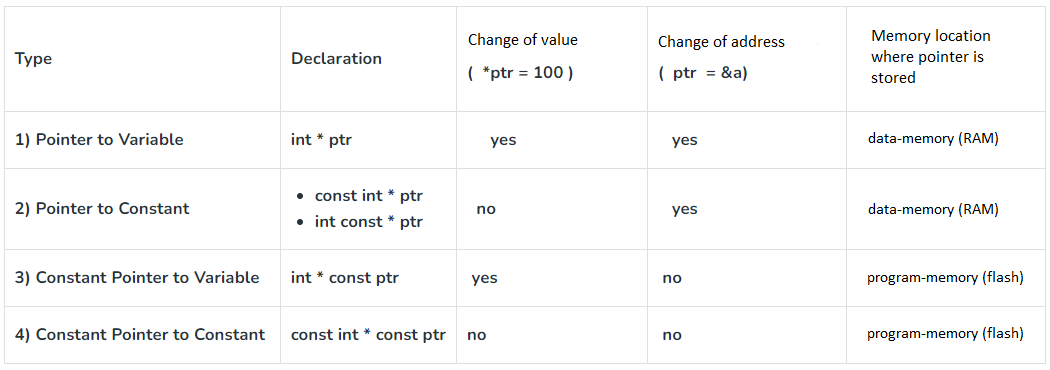 Type
Declaration
Change of value
( *ptr = 100 )
Change of address
( ptr = &a)
Memory location
where pointer is
stored
1) Pointer to Variable
int * ptr
yes
yes
data-memory (RAM)
2) Pointer to Constant
• const int * ptr
• int const * ptr
no
yes
data-memory (RAM)
3) Constant Pointer to Variable
int * const ptr
yes
no
program-memory (flash)
4) Constant Pointer to Constant
const int * const ptr
no
no
program-memory (flash)